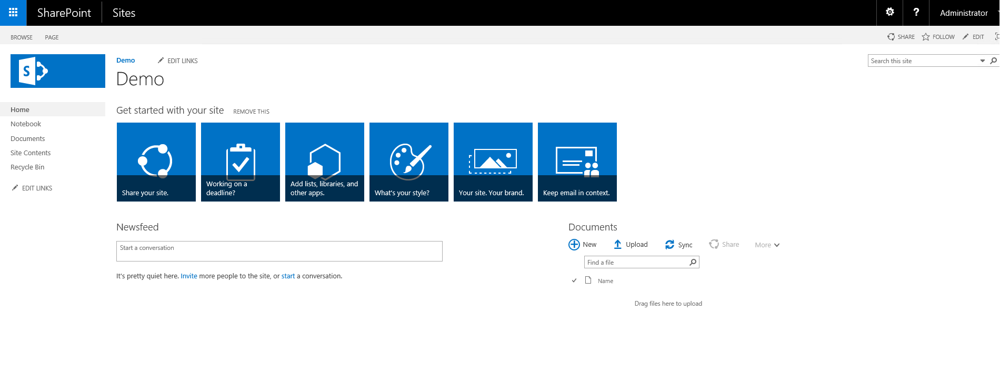 SharePoint Sites ? Administrator
BROWSE PAGE SHARE FOLLOW EDIT
S
Demo EDIT LINKS Search this site
Demo
Home
Notebook
Documents
Site Contents
Recycle Bin
EDIT LINKS
Get started with your site REMOVE THIS
Share your site.
Working on a
deadline?
Add lists, libraries, and
other apps.
What's your style?
Your site. Your brand.
Keep email in context.
Newsfeed
Start a conversation
It's pretty quiet here. Invite more people to the site, or start a conversation.
Documents
New Upload Sync Share More
Find a file
Name
Drag files here to upload